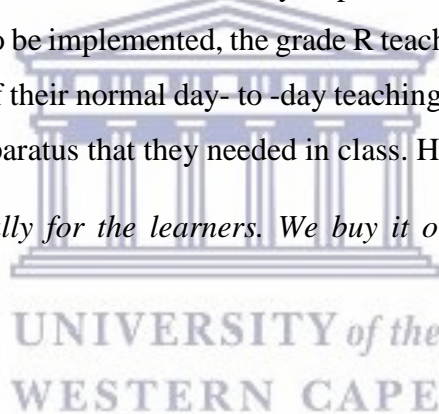 o be implemented, the grade R teach
f their normal day- to -day teaching
paratus that they needed in class. H
lly for the learners. We buy it o
UNIVERSITY of the
WESTERN CAPE